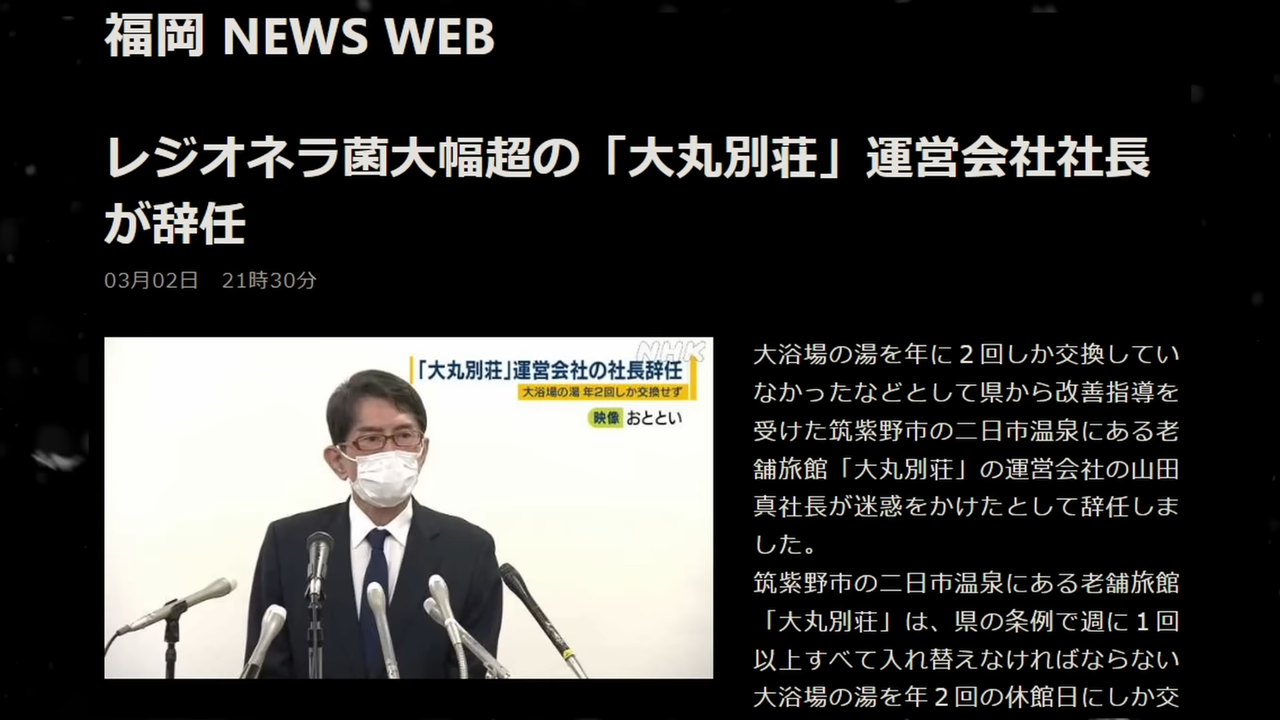 福岡 NEWS WEB
レジオネラ菌大幅超の「大丸別荘」運営会社社長
が辞任
03月02日　21時30分
NHK
「大丸別荘」運営会社の社長辞任
大浴場の湯 年2回しか交換せず
映像 おととい
大浴場の湯を年に２回しか交換してい
なかったなどとして県から改善指導を
受けた筑紫野市の二日市温泉にある老
舗旅館「大丸別荘」の運営会社の山田
真社長が迷惑をかけたとして辞任しま
した。
筑紫野市の二日市温泉にある老舗旅館
「大丸別荘」は、県の条例で週に１回
以上すべて入れ替えなければならない
大浴場の湯を年２回の休館日にしか交